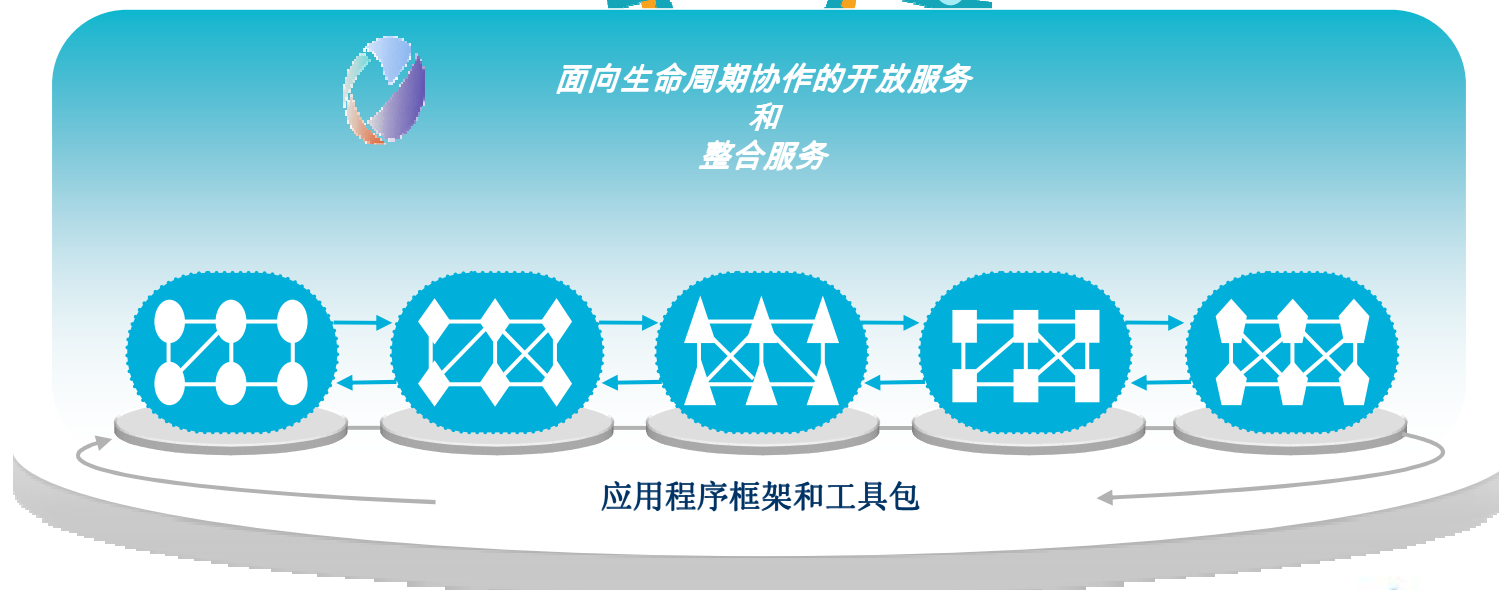 面向生命周期协作的开放服务
和
整合服务
应用程序框架和工具包